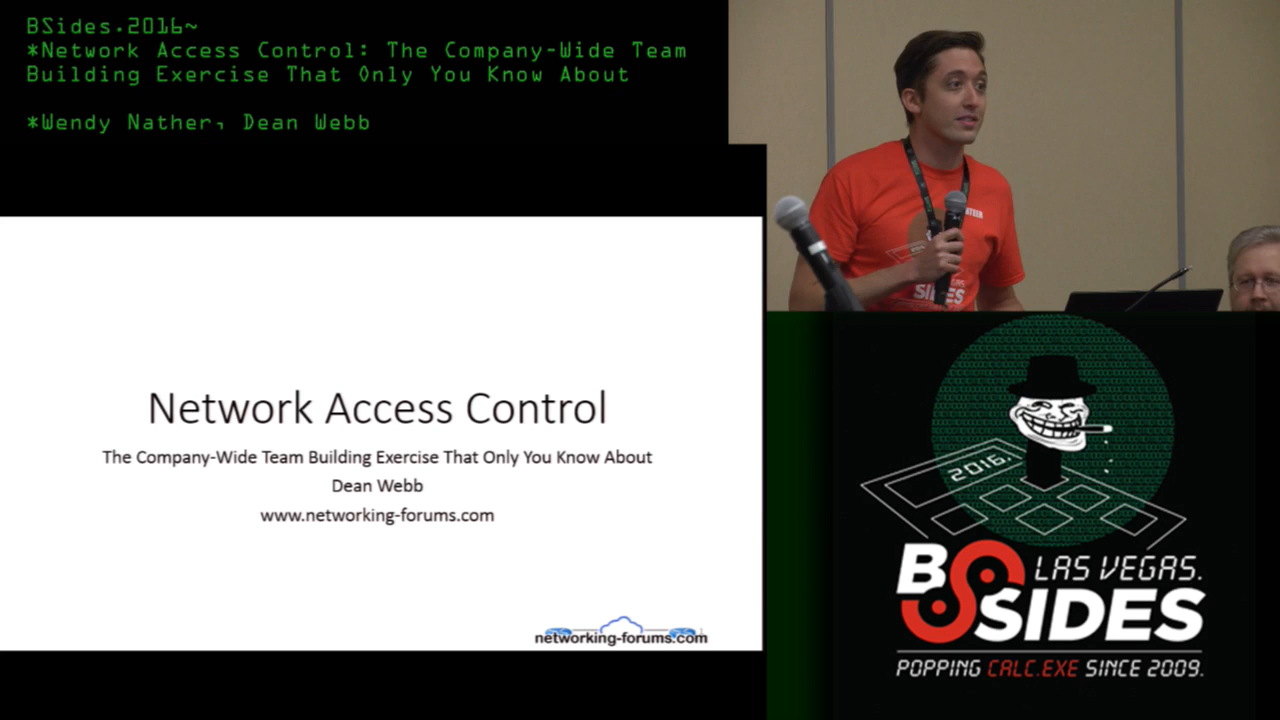 BSides.2016~
*Network Access Control: The Company-Wide Team
Building Exercise That Only You Know About
*Wendy Nather, Dean Webb
Network Access Control
The Company-Wide Team Building Exercise That Only You Know About
Dean Webb
www.networking-forums.com
networking-forums.com
SIDES
2016.
BSIDES
LAS VEGAS.
POPPING CALC.EXE SINCE 2009.